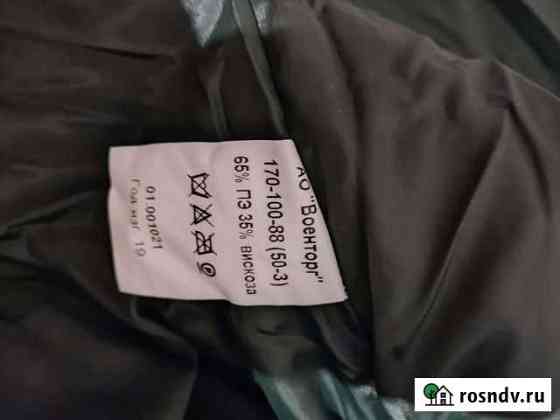 АО "Военторг"
170-100-88 (50-3)
65% ПЭ 35% вискоза
01 001021
Год изг 19
rosndv.ru